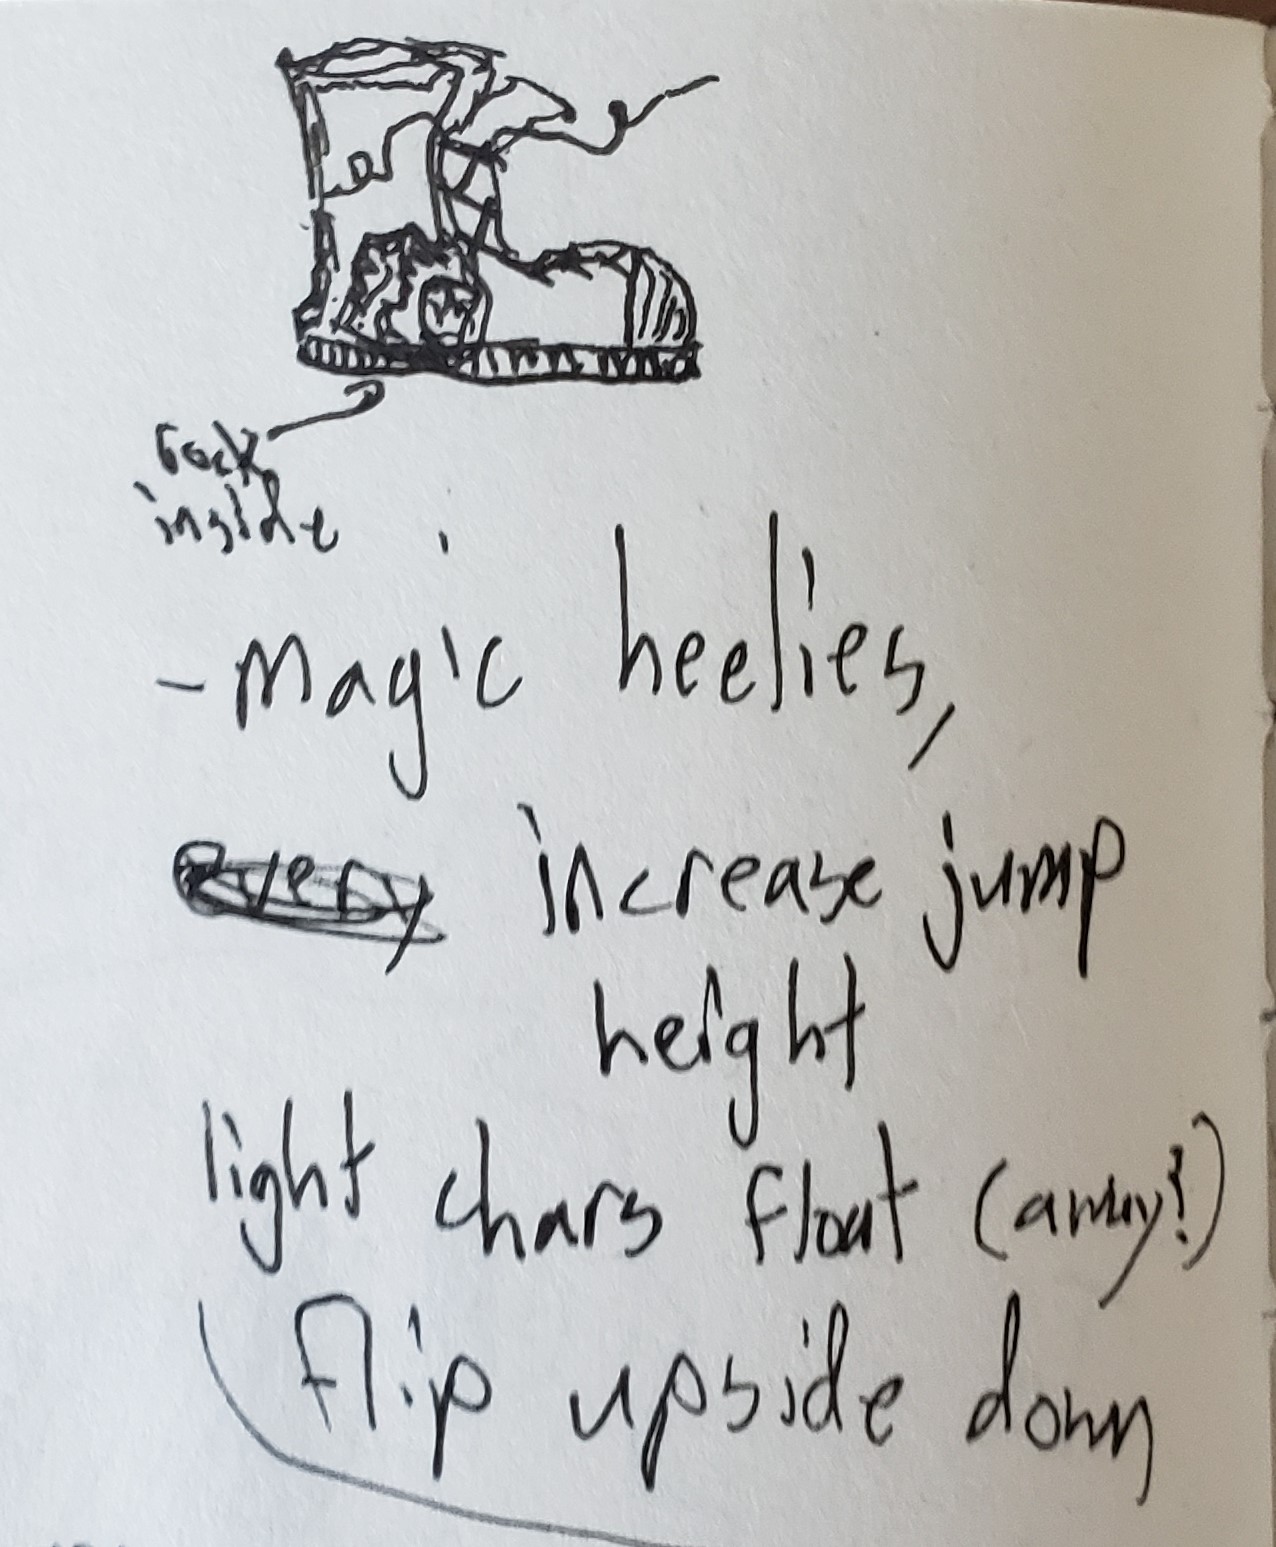 rock
inside
- Magic heelies,
every increase jump
height
light chars float (away?)
flip upside down